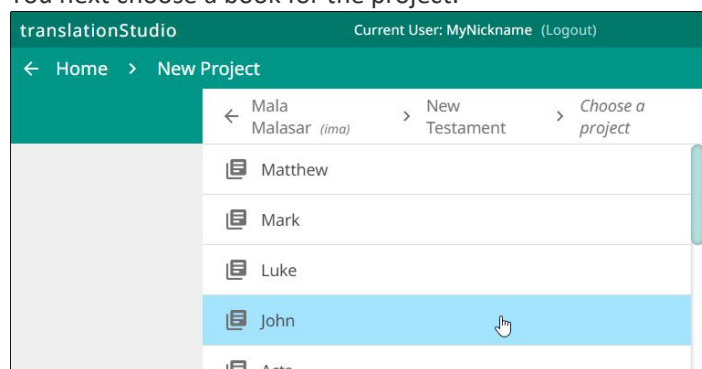 You next choose a book for the project.
translationStudio Current User: MyNickname (Logout)
← Home > New Project
← Mala Malasar (ima) > New Testament > Choose a project
Matthew
Mark
Luke
John
Acts